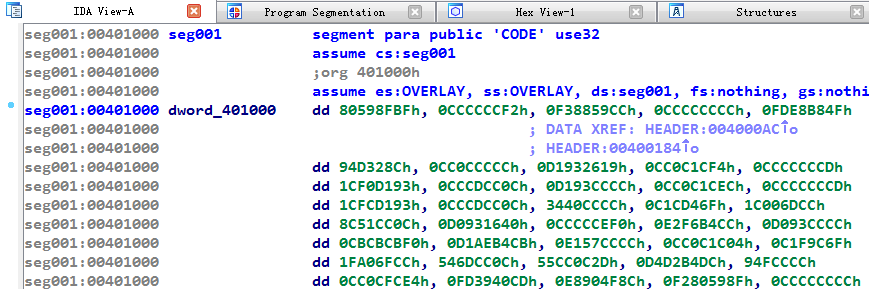 IDA View-A Program Segmentation Hex View-1 Structures
seg001:00401000 seg001 segment para public 'CODE' use32
seg001:00401000 assume cs:seg001
seg001:00401000 ;org 401000h
seg001:00401000 assume es:OVERLAY, ss:OVERLAY, ds:seg001, fs:nothing, gs:nothi
seg001:00401000 dword_401000 dd 80598FBFh, 0CCCCCCF2h, 0F38859CCh, 0CCCCCCCCh, 0FDE8B84Fh
seg001:00401000 ; DATA XREF: HEADER:004000AC↑o
seg001:00401000 ; HEADER:00400184↑o
seg001:00401000 dd 94D328Ch, 0CC0CCCCCh, 0D1932619h, 0CC0C1CF4h, 0CCCCCCCDh
seg001:00401000 dd 1CF0D193h, 0CCCDCC0Ch, 0D193CCCCh, 0CC0C1CECh, 0CCCCCCCDh
seg001:00401000 dd 1CFCD193h, 0CCCDCC0Ch, 3440CCCCh, 0C1CD46Fh, 1C006DCCh
seg001:00401000 dd 8C51CC0Ch, 0D0931640h, 0CCCCCEF0h, 0E2F6B4CCh, 0D093CCCCh
seg001:00401000 dd 0CBCBCBF0h, 0D1AEB4CBh, 0E157CCCCh, 0CC0C1C04h, 0C1F9C6Fh
seg001:00401000 dd 1FA06FCCh, 546DCC0Ch, 55CC0C2Dh, 0D4D2B4DCh, 94FCCCCh
seg001:00401000 dd 0CC0CFCE4h, 0FD3940CDh, 0E8904F8Ch, 0F280598Fh, 0CCCCCCCCh